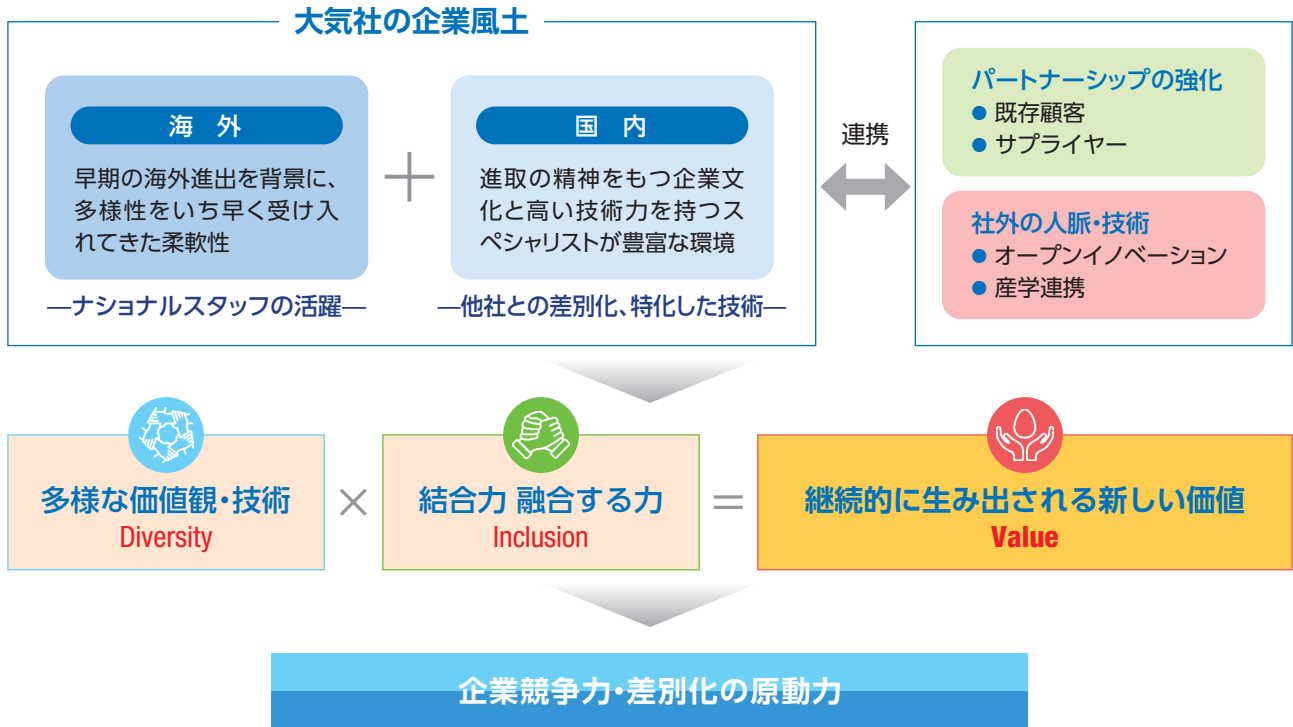 大気社の企業風土
海 外
早期の海外進出を背景に、
多様性をいち早く受け入
れてきた柔軟性
―ナショナルスタッフの活躍―
＋
国 内
進取の精神をもつ企業文
化と高い技術力を持つス
ペシャリストが豊富な環境
―他社との差別化、特化した技術―
連携
パートナーシップの強化
● 既存顧客
● サプライヤー
社外の人脈・技術
● オープンイノベーション
● 産学連携
多様な価値観・技術
Diversity
×
結合力 融合する力
Inclusion
＝
継続的に生み出される新しい価値
Value
企業競争力・差別化の原動力